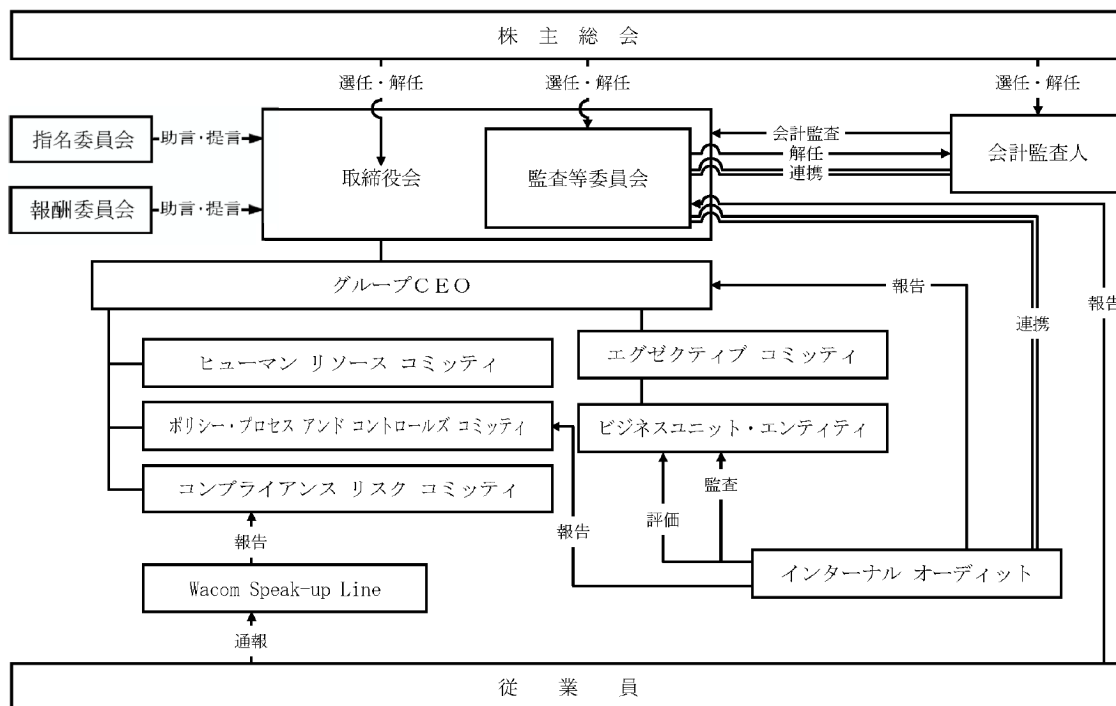 株 主 総 会
選任・解任
選任・解任
選任・解任
指名委員会
助言・提言
報酬委員会
助言・提言
取締役会
監査等委員会
会計監査
解任
連携
会計監査人
グループCEO
報告
連携
報告
ヒューマン リソース コミッティ
エグゼクティブ コミッティ
ポリシー・プロセス アンド コントロールズ コミッティ
ビジネスユニット・エンティティ
コンプライアンス リスク コミッティ
監査
評価
報告
報告
Wacom Speak-up Line
インターナル オーディット
通報
従 業 員